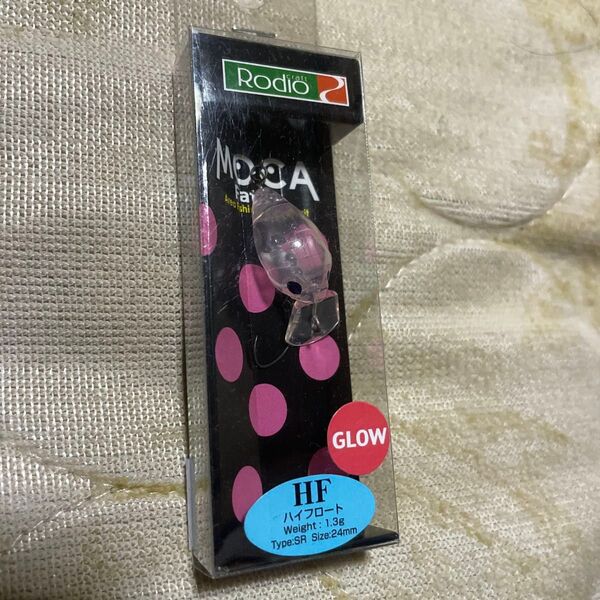 craft
Rodio
MOCA
GLOW
HF
ハイフロート
Weight : 1.3g
Type:SR Size:24mm